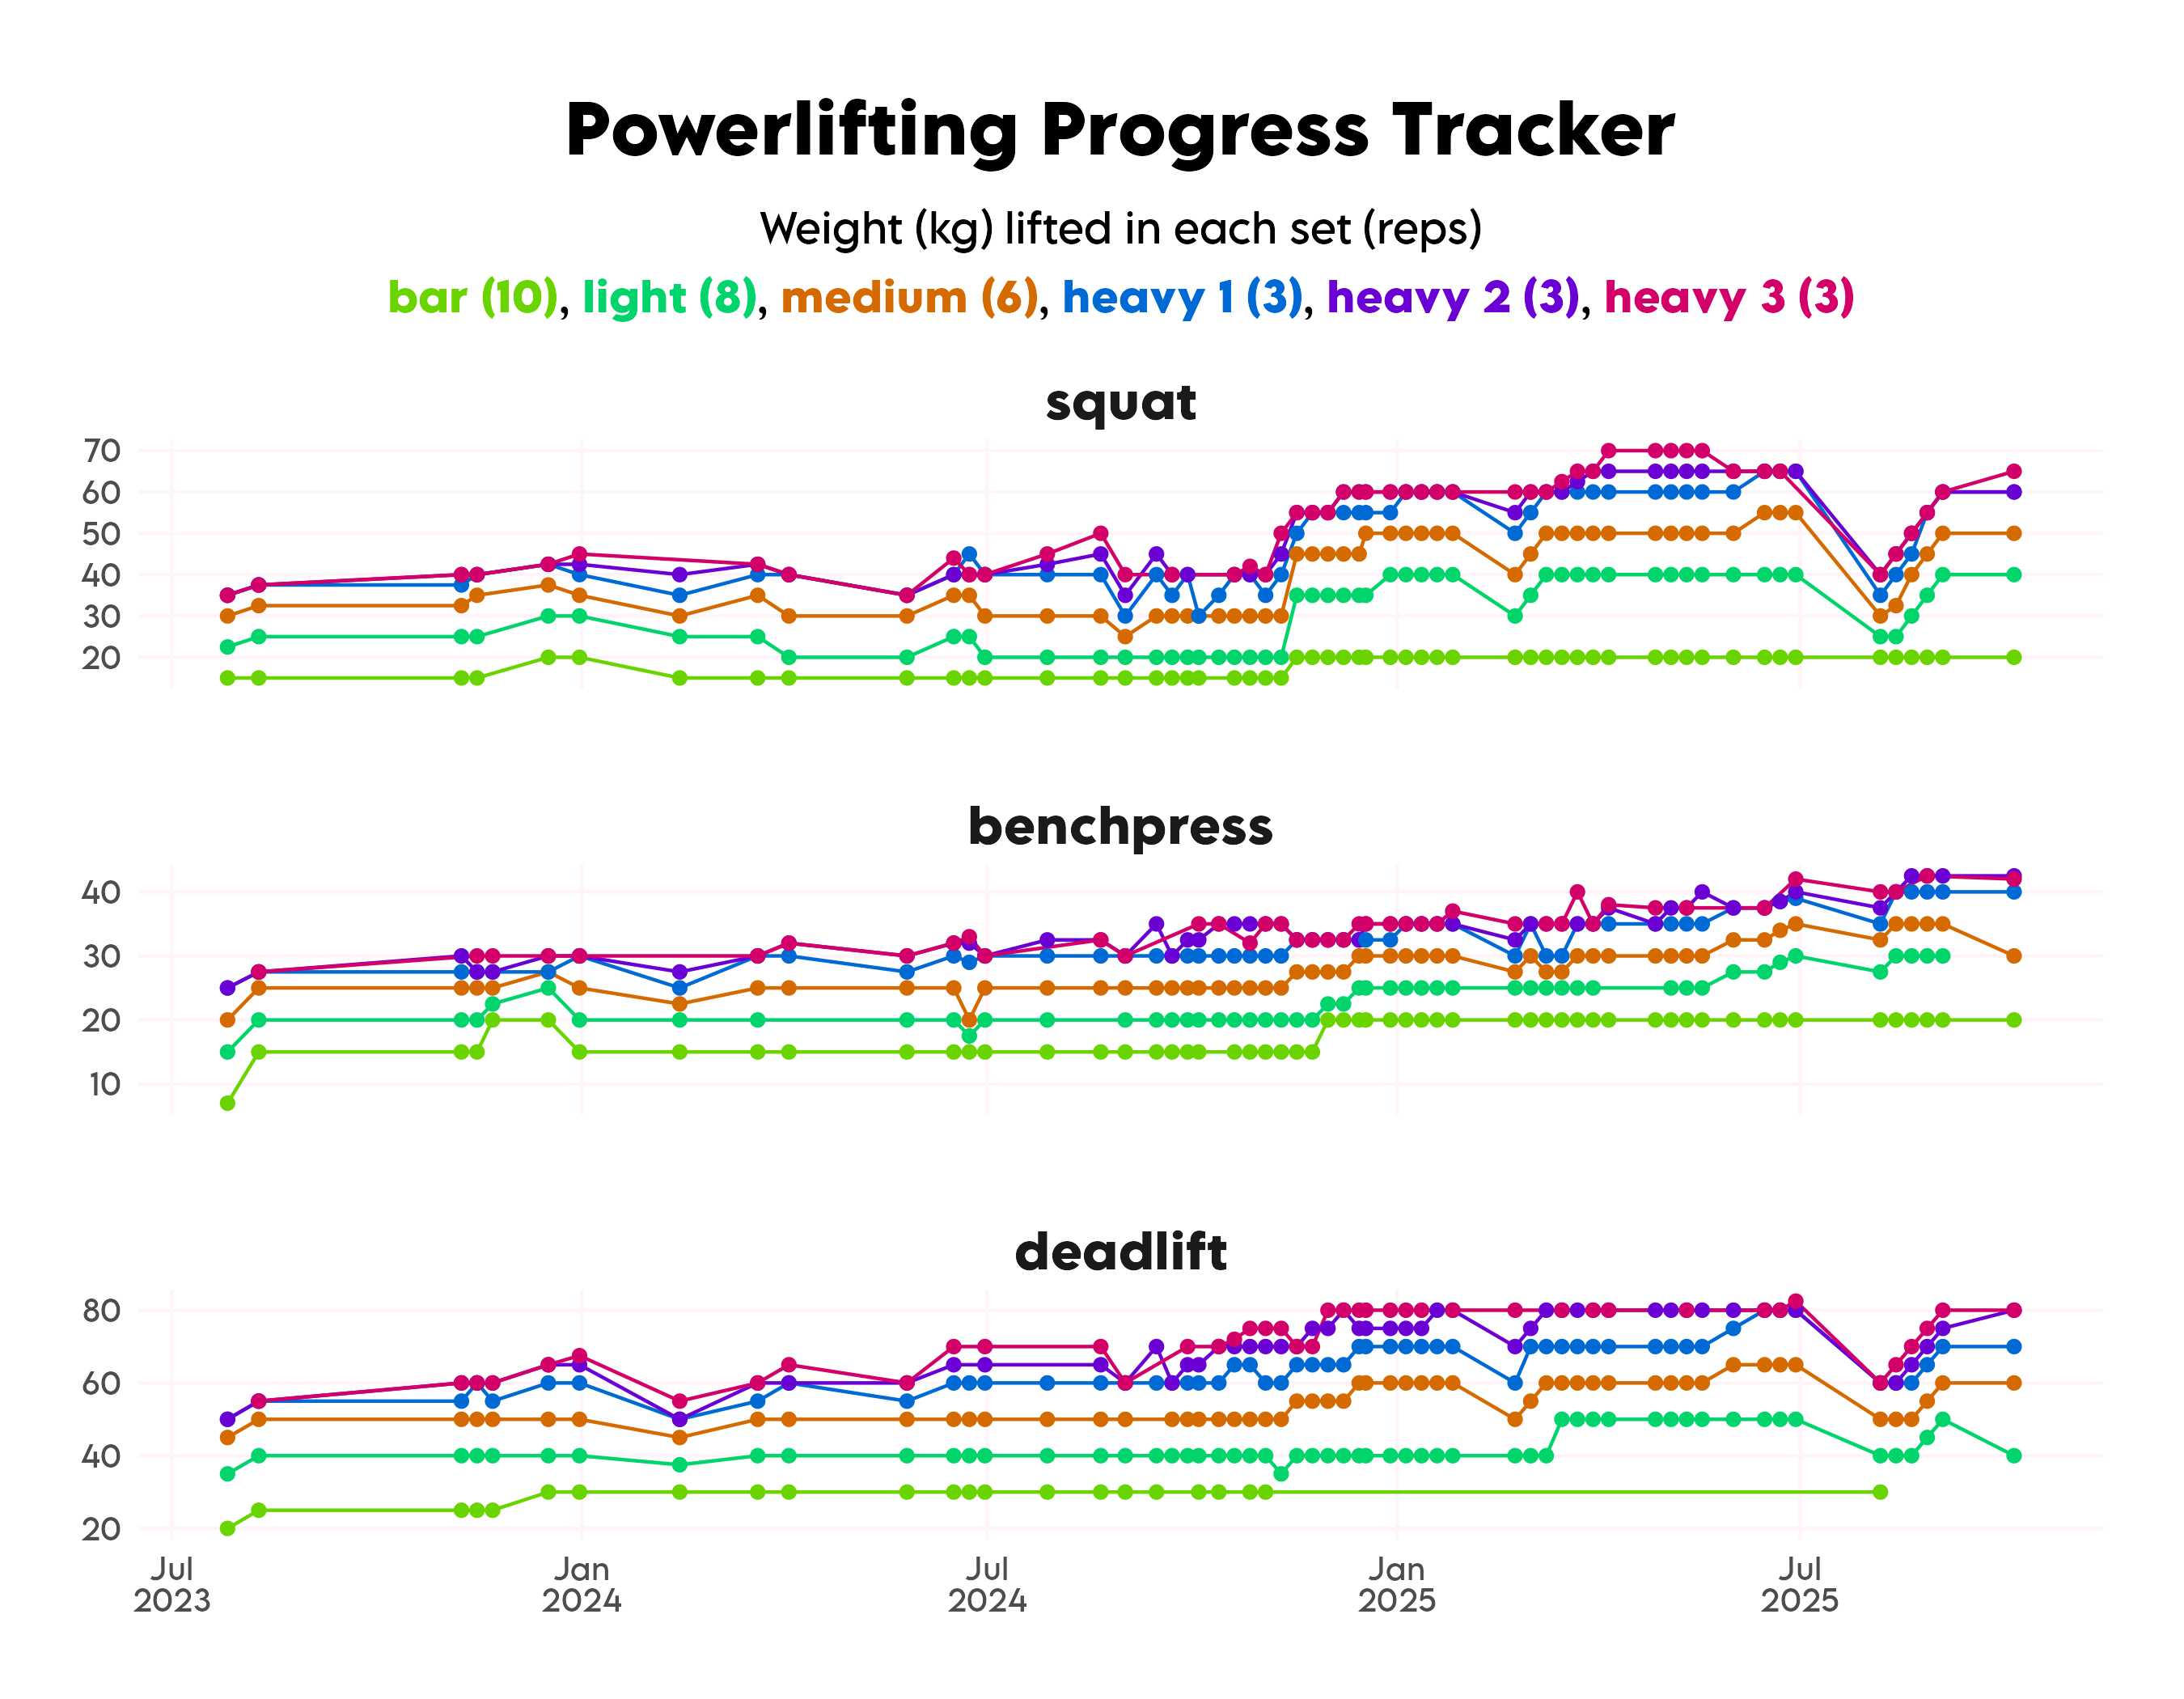 Powerlifting Progress Tracker
Weight (kg) lifted in each set (reps)
bar (10), light (8), medium (6), heavy 1 (3), heavy 2 (3), heavy 3 (3)
squat
70
60
50
40
30
20
benchpress
40
30
20
10
deadlift
80
60
40
20
Jul Jan Jul Jan Jul
2023 2024 2024 2025 2025